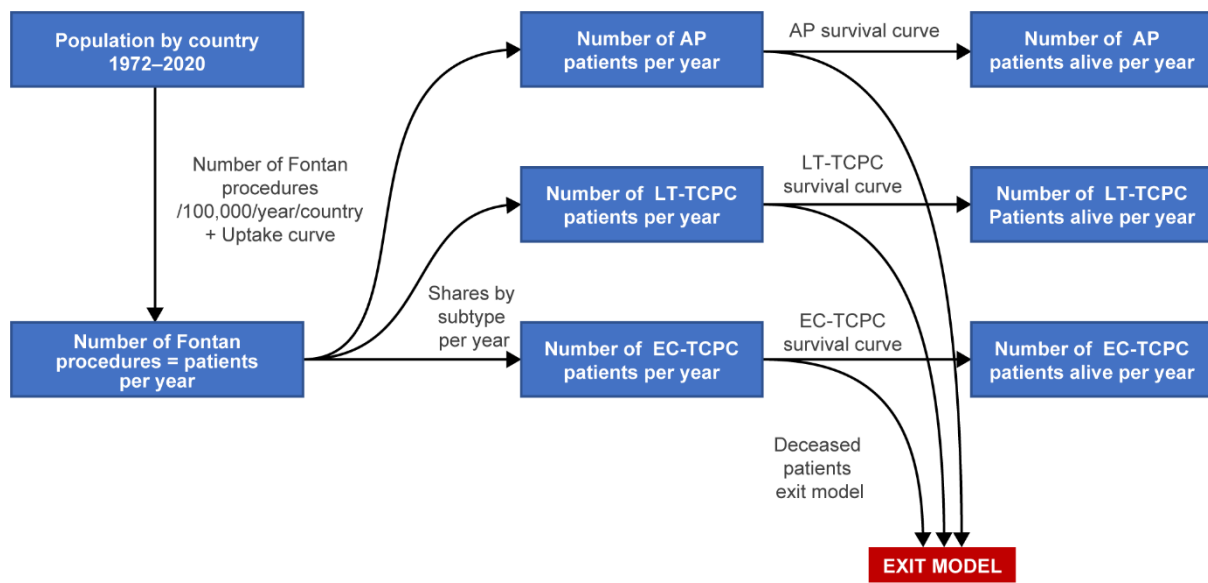 Population by country
1972–2020
Number of Fontan
procedures
/100,000/year/country
+ Uptake curve
Number of Fontan
procedures = patients
per year
Shares by
subtype
per year
Number of AP
patients per year
Number of LT-TCPC
patients per year
Number of EC-TCPC
patients per year
AP survival curve
LT-TCPC
survival curve
EC-TCPC
survival curve
Deceased
patients
exit model
Number of AP
patients alive per year
Number of LT-TCPC
Patients alive per year
Number of EC-TCPC
patients alive per year
EXIT MODEL